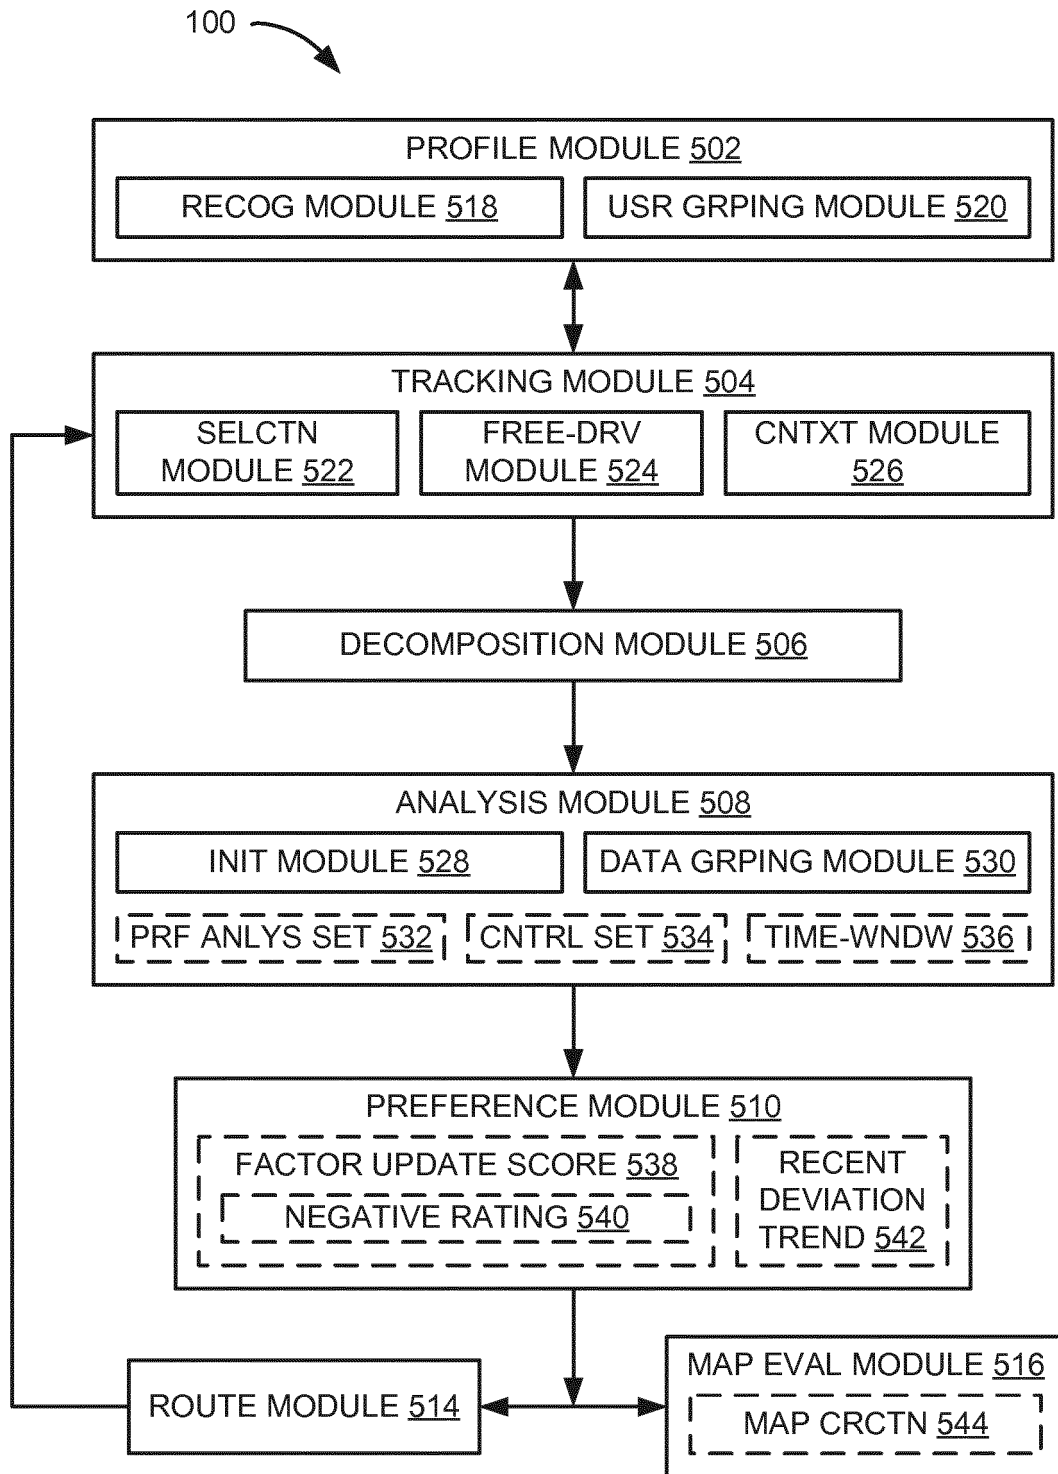 100
PROFILE MODULE 502
RECOG MODULE 518
USR GRPING MODULE 520
TRACKING MODULE 504
SELCTN
MODULE 522
FREE-DRV
MODULE 524
CNTXT MODULE
526
DECOMPOSITION MODULE 506
ANALYSIS MODULE 508
INIT MODULE 528
DATA GRPING MODULE 530
PRF ANLYS SET 532
CNTRL SET 534
TIME-WNDW 536
PREFERENCE MODULE 510
FACTOR UPDATE SCORE 538
NEGATIVE RATING 540
RECENT
DEVIATION
TREND 542
ROUTE MODULE 514
MAP EVAL MODULE 516
MAP CRCTN 544